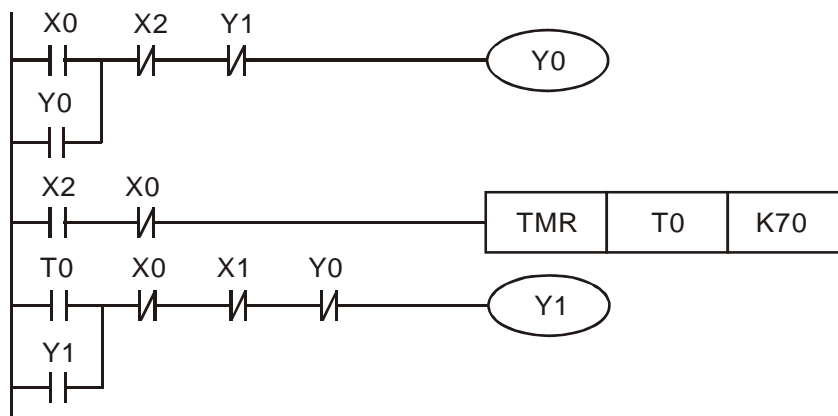 X0 X2 Y1
Y0
Y0
X2 X0
TMR T0 K70
T0 X0 X1 Y0
Y1
Y1